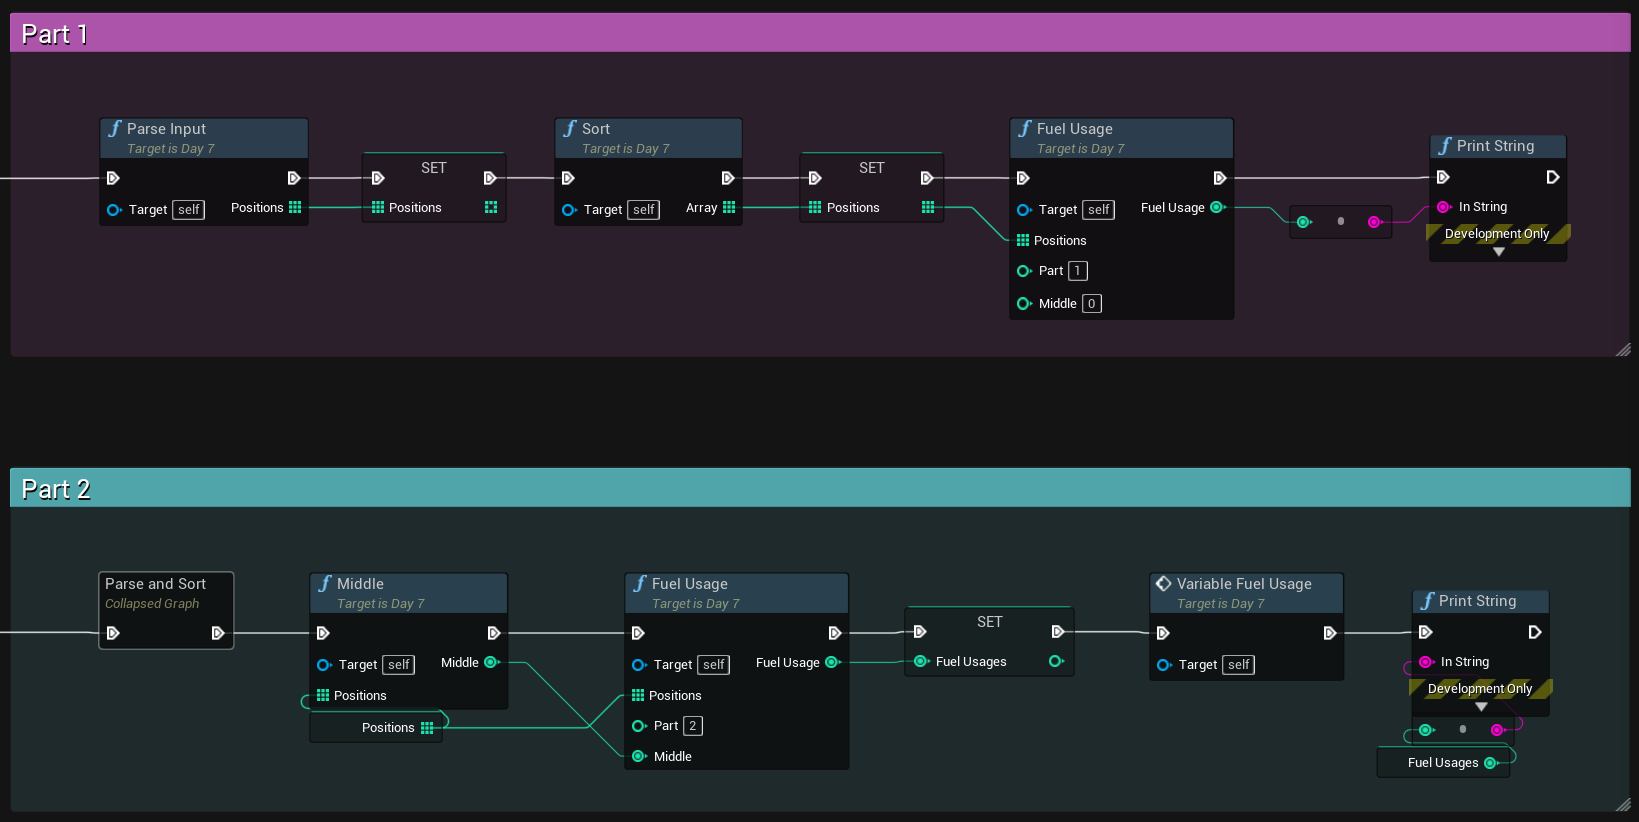 Part 1
Parse Input
Target is Day 7
Target self
Positions
SET
Positions
Sort
Target is Day 7
Target self
Array
SET
Positions
Fuel Usage
Target is Day 7
Target self
Fuel Usage
Positions
Part 1
Middle 0
Print String
In String
Development Only
Part 2
Parse and Sort
Collapsed Graph
Middle
Target is Day 7
Target self
Middle
Positions
Positions
Fuel Usage
Target is Day 7
Target self
Fuel Usage
Positions
Part 2
Middle
SET
Fuel Usages
Variable Fuel Usage
Target is Day 7
Target self
Print String
In String
Development Only
Fuel Usages